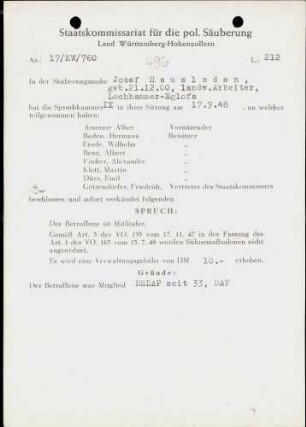 Staatskommissariat für die pol. Säuberung
Land Württemberg-Hohenzollern
Az.: 17/KW/760
L.: 212
696
In der Säuberungssache Josef Hausladen,
geb.21.12.00, landw.Arbeiter,
Lochhammer-Eglofs
hat die Spruchkammer IX in ihrer Sitzung am 17.9.48, an welcher
teilgenommen haben:
Assessor Alber Vorsitzender
Boden, Hermann Beisitzer
Eisele, Wilhelm "
Benz, Albert "
Fischer, Alexander "
Klett, Martin "
Dürr, Emil "
Götzendörfer, Friedrich, Vertreter des Staatskommissars
beschlossen und sofort verkündet folgenden
SPRUCH:
Der Betroffene ist Mitläufer.
Gemäß Art. 3 der VO. 133 vom 17. 11. 47 in der Fassung des
Art. 1 der VO. 165 vom 13. 7. 48 werden Sühnemaßnahmen nicht
angeordnet.
Es wird eine Verwaltungsgebühr von DM 10.- erhoben.
Gründe:
Der Betroffene war Mitglied NSDAP seit 33, DAF